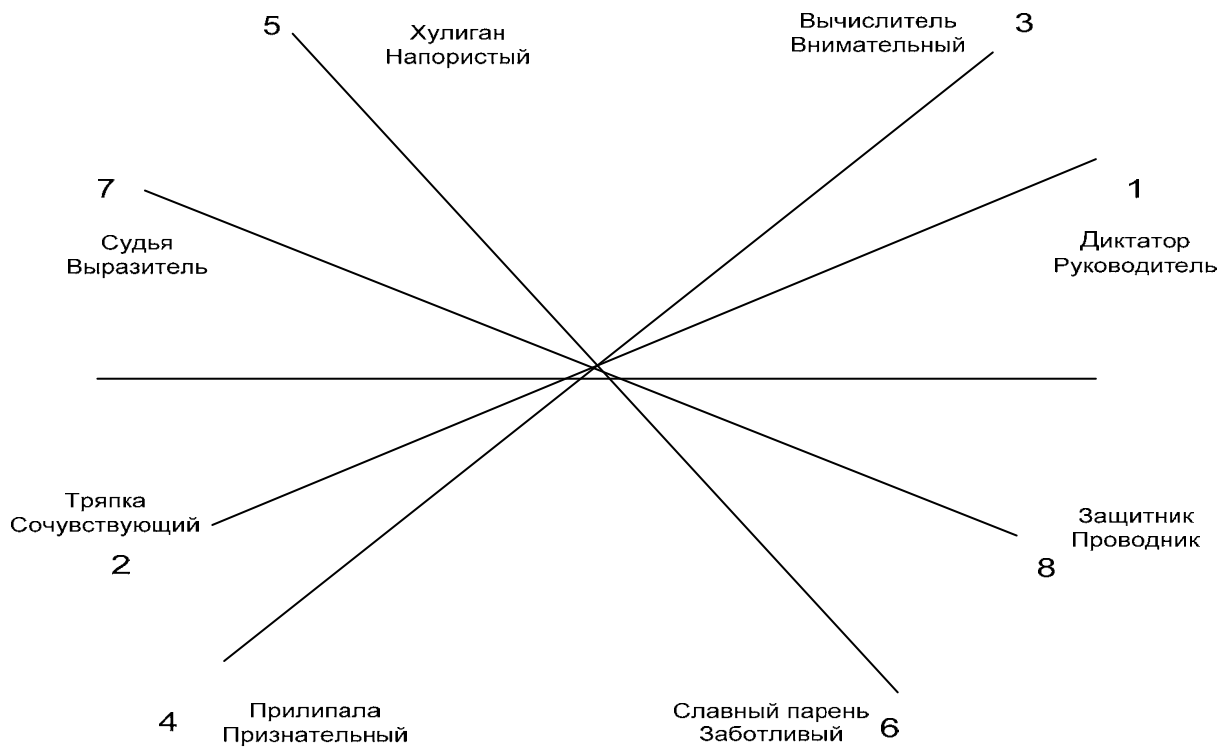 5
Хулиган
Напористый
Вычислитель
Внимательный
3
7
Судья
Выразитель
1
Диктатор
Руководитель
Тряпка
Сочувствующий
2
Защитник
Проводник
8
4
Прилипала
Признательный
Славный парень
Заботливый
6